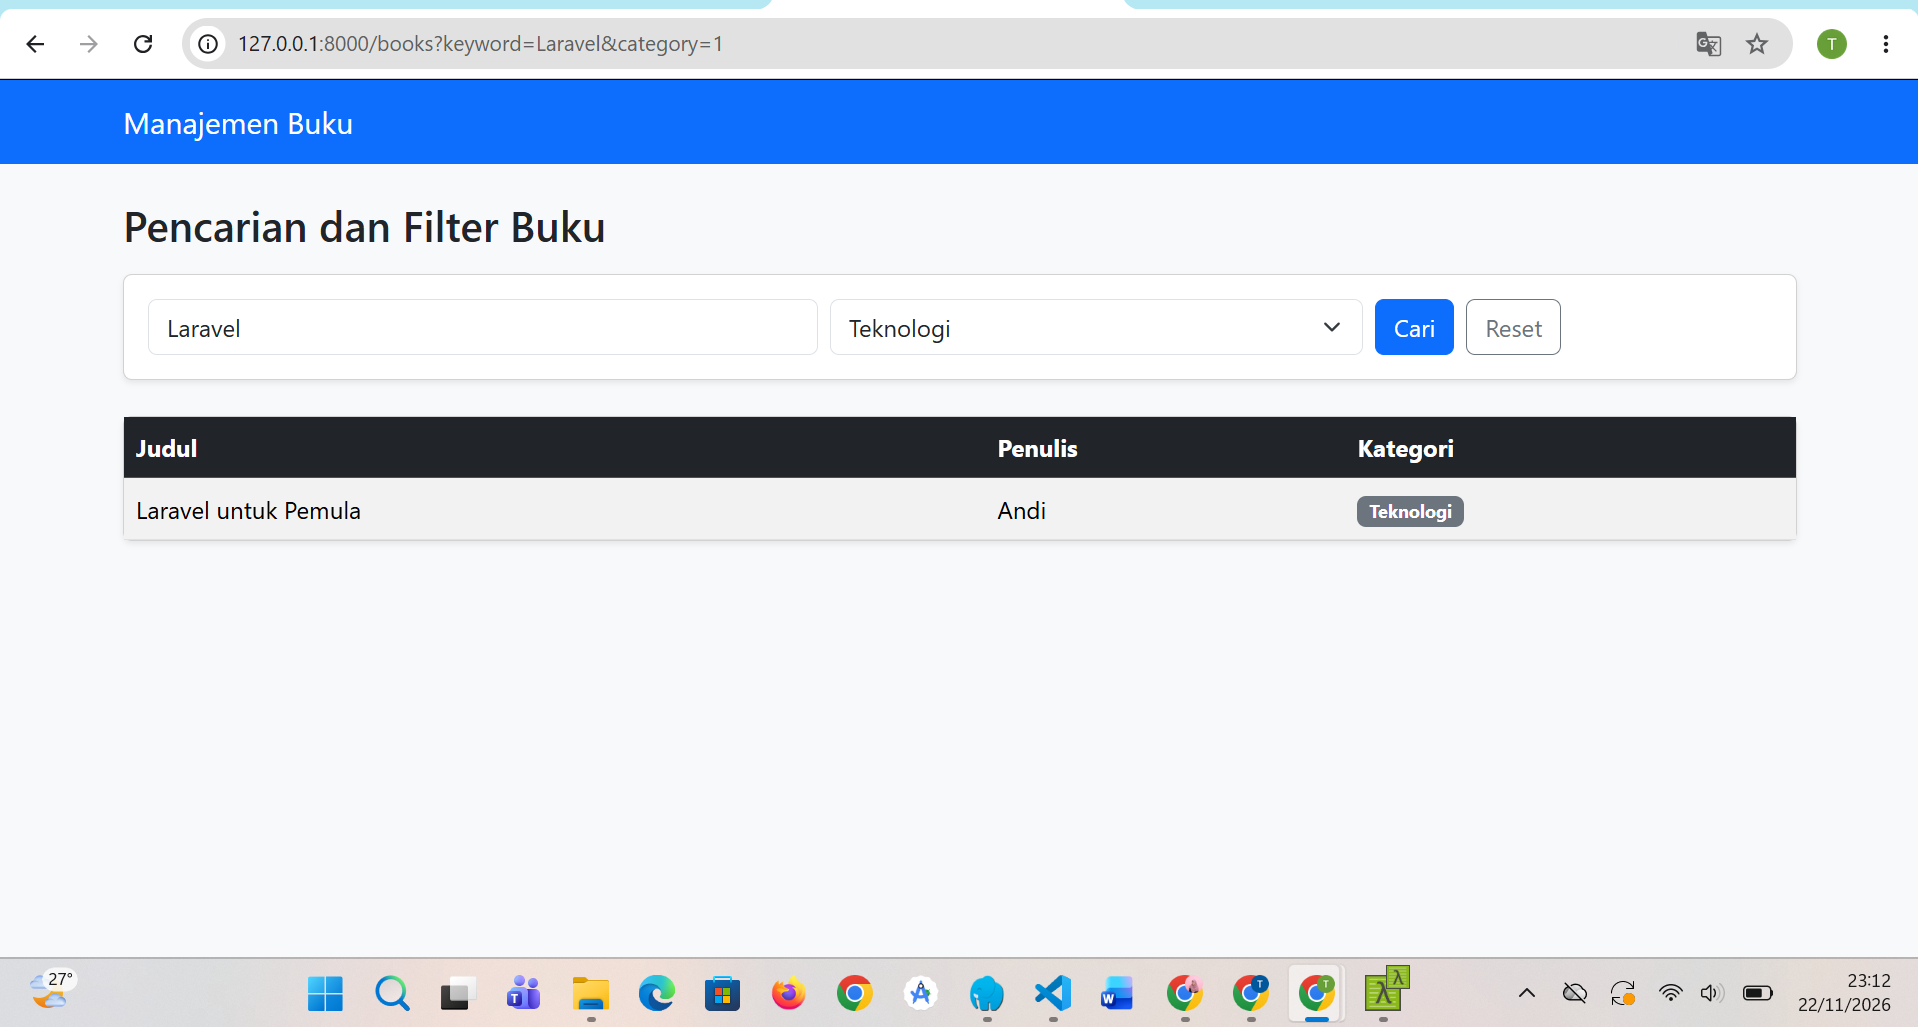 127.0.0.1:8000/books?keyword=Laravel&category=1
T
Manajemen Buku
Pencarian dan Filter Buku
Laravel
Teknologi
Cari
Reset
Judul Penulis Kategori
Laravel untuk Pemula Andi Teknologi
27°
23:12
22/11/2026